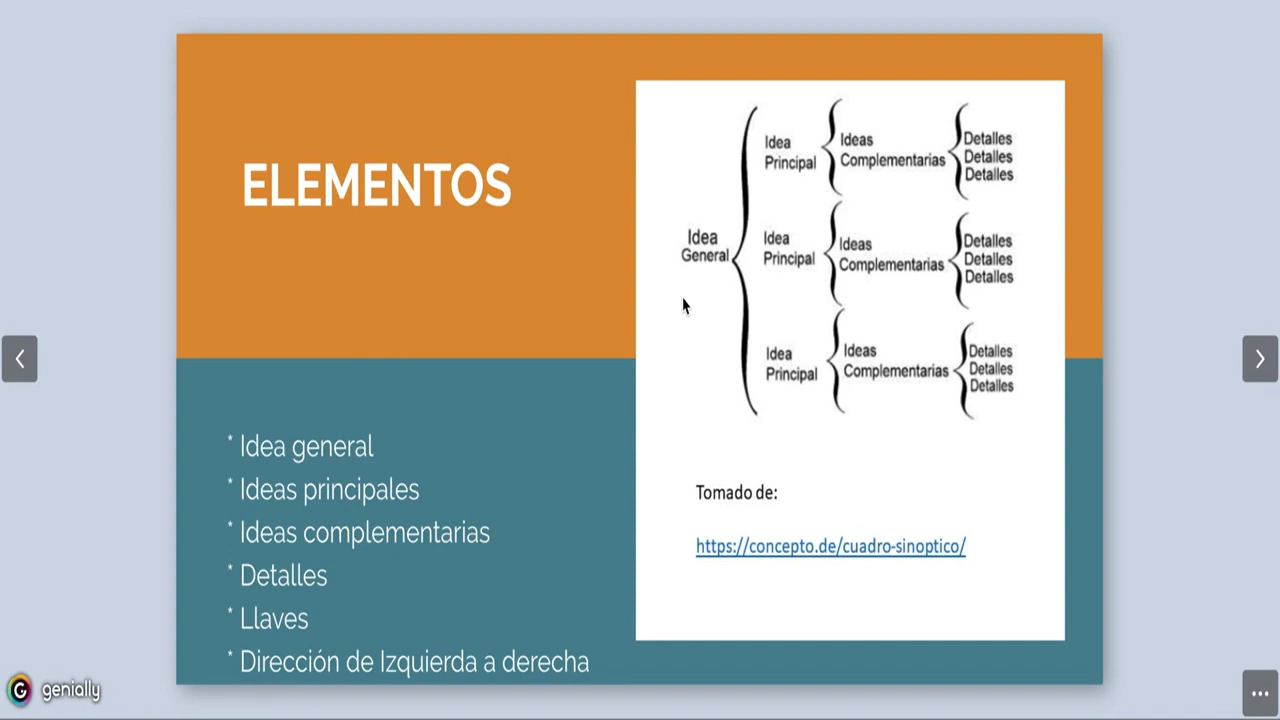 ELEMENTOS
* Idea general
* Ideas principales
* Ideas complementarias
* Detalles
* Llaves
* Dirección de Izquierda a derecha
Idea
General
Idea
Principal
Ideas
Complementarias
Detalles
Detalles
Detalles
Idea
Principal
Ideas
Complementarias
Detalles
Detalles
Detalles
Idea
Principal
Ideas
Complementarias
Detalles
Detalles
Detalles
Tomado de:
https://concepto.de/cuadro-sinoptico/
genially